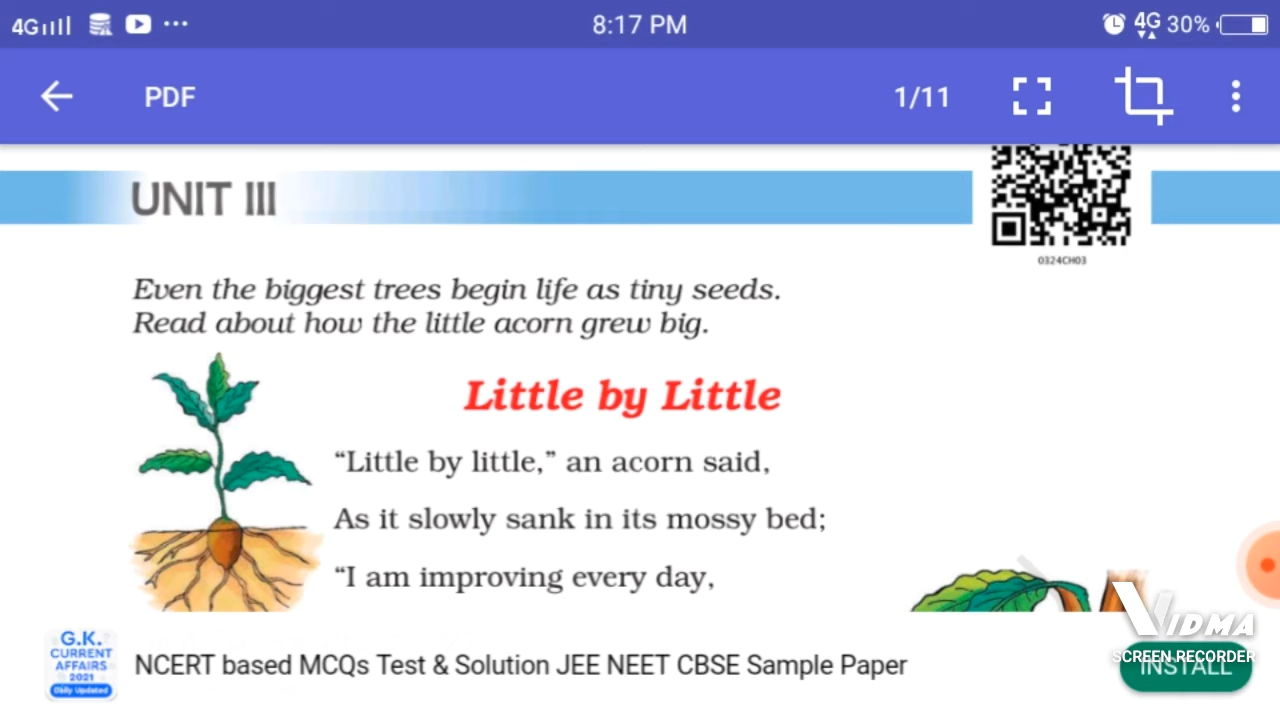 4G 8:17 PM 4G 30%
PDF 1/11
UNIT III
0324CH03
Even the biggest trees begin life as tiny seeds.
Read about how the little acorn grew big.
Little by Little
“Little by little,” an acorn said,
As it slowly sank in its mossy bed;
“I am improving every day,
G.K.
CURRENT
AFFAIRS
2021
Daily Updated
NCERT based MCQs Test & Solution JEE NEET CBSE Sample Paper
VIDMA
SCREEN RECORDER
INSTALL